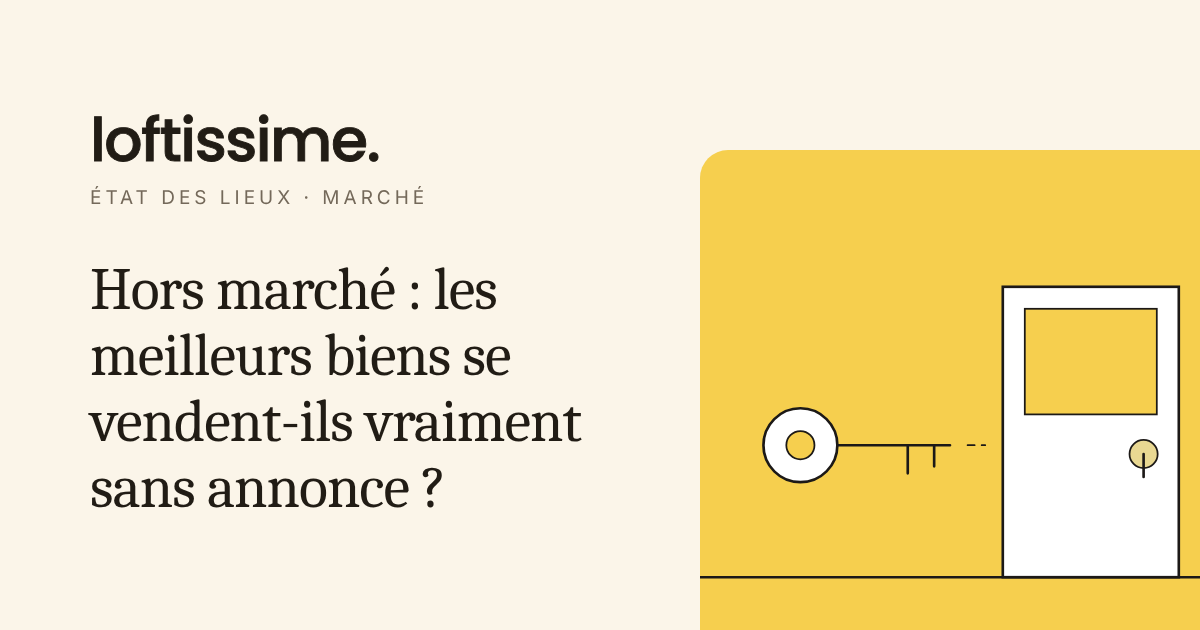 loftissime.
ÉTAT DES LIEUX · MARCHÉ
Hors marché : les
meilleurs biens se
vendent-ils vraiment
sans annonce ?